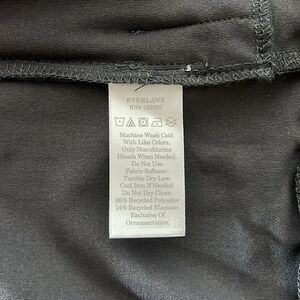 EVERLANE
RN#
Machine Wash Cold
With Like Colors.
Only Non-chlorine
Bleach When Needed.
Do Not Use
Fabric Softener.
Tumble Dry Low.
Cool Iron If Needed.
Do Not Dry Clean.
86% Recycled Polyester
14% Recycled Elastane.
Exclusive Of
Ornamentation.